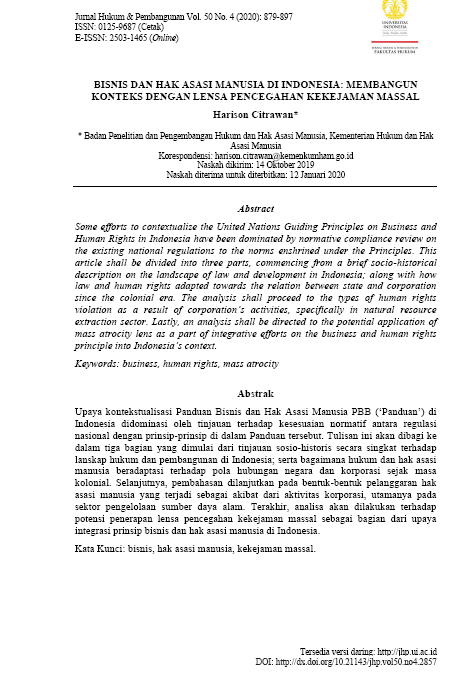 Jurnal Hukum & Pembangunan Vol. 50 No. 4 (2020): 879-897
ISSN: 0125-9687 (Cetak)
E-ISSN: 2503-1465 (Online)
UNIVERSITAS
INDONESIA
FAKULTAS HUKUM
BISNIS DAN HAK ASASI MANUSIA DI INDONESIA: MEMBANGUN
KONTEKS DENGAN LENSA PENCEGAHAN KEKEJAMAN MASSAL
Harison Citrawan*
* Badan Penelitian dan Pengembangan Hukum dan Hak Asasi Manusia, Kementerian Hukum dan Hak
Asasi Manusia
Korespondensi: harison.citrawan@kemenkumham.go.id
Naskah dikirim: 14 Oktober 2019
Naskah diterima untuk diterbitkan: 12 Januari 2020
Abstract
Some efforts to contextualize the United Nations Guiding Principles on Business and
Human Rights in Indonesia have been dominated by normative compliance review on
the existing national regulations to the norms enshrined under the Principles. This
article shall be divided into three parts, commencing from a brief socio-historical
description on the landscape of law and development in Indonesia; along with how
law and human rights adapted towards the relation between state and corporation
since the colonial era. The analysis shall proceed to the types of human rights
violation as a result of corporation's activities, specifically in natural resource
extraction sector. Lastly, an analysis shall be directed to the potential application of
mass atrocity lens as a part of integrative efforts on the business and human rights
principle into Indonesia's context.
Keywords: business, human rights, mass atrocity
Abstrak
Upaya kontekstualisasi Panduan Bisnis dan Hak Asasi Manusia PBB ('Panduan') di
Indonesia didominasi oleh tinjauan terhadap kesesuaian normatif antara regulasi
nasional dengan prinsip-prinsip di dalam Panduan tersebut. Tulisan ini akan dibagi ke
dalam tiga bagian yang dimulai dari tinjauan sosio-historis secara singkat terhadap
lanskap hukum dan pembangunan di Indonesia; serta bagaimana hukum dan hak asasi
manusia beradaptasi terhadap pola hubungan negara dan korporasi sejak masa
kolonial. Selanjutnya, pembahasan dilanjutkan pada bentuk-bentuk pelanggaran hak
asasi manusia yang terjadi sebagai akibat dari aktivitas korporasi, utamanya pada
sektor pengelolaan sumber daya alam. Terakhir, analisa akan dilakukan terhadap
potensi penerapan lensa pencegahan kekejaman massal sebagai bagian dari upaya
integrasi prinsip bisnis dan hak asasi manusia di Indonesia.
Kata Kunci: bisnis, hak asasi manusia, kekejaman massal.
Tersedia versi daring: http://jhp.ui.ac.id
DOI: http://dx.doi.org/10.21143/jhp.vol50.no4.2857